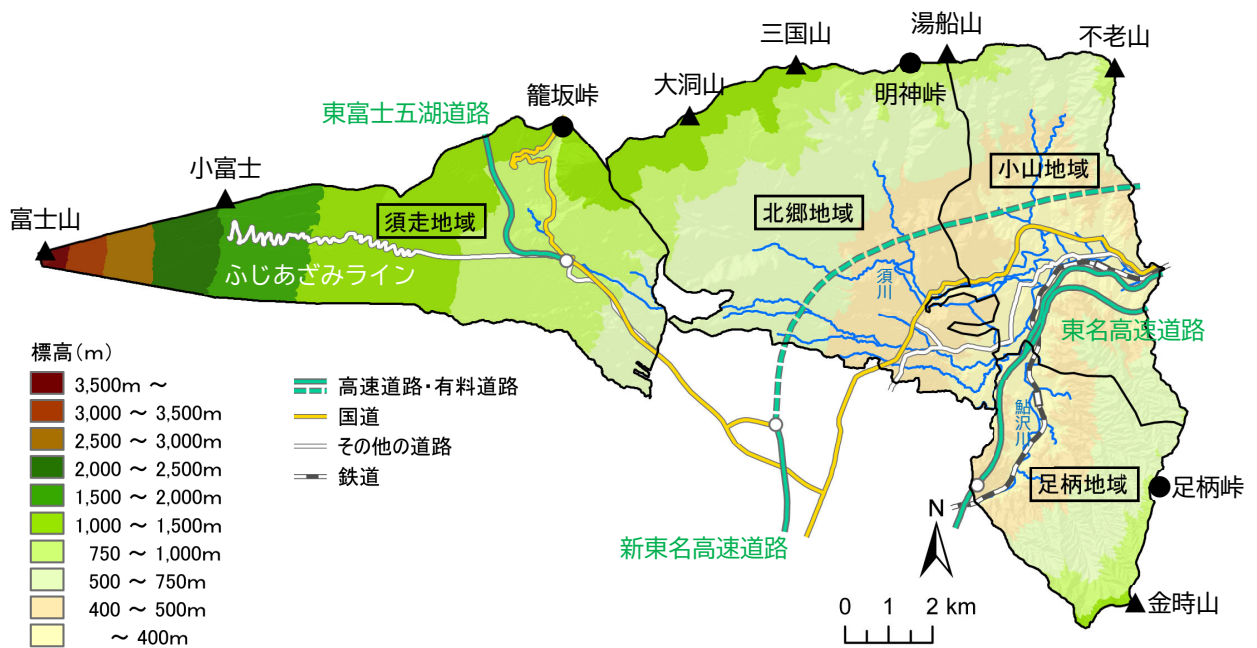 湯船山
三国山
不老山
籠坂峠
大洞山
明神峠
東富士五湖道路
小富士
小山地域
富士山
須走地域
北郷地域
ふじあざみライン
須川
東名高速道路
標高(m)
3,500m ~
3,000 ~ 3,500m
2,500 ~ 3,000m
2,000 ~ 2,500m
1,500 ~ 2,000m
1,000 ~ 1,500m
750 ~ 1,000m
500 ~ 750m
400 ~ 500m
~ 400m
高速道路・有料道路
国道
その他の道路
鉄道
鮎沢川
足柄地域
足柄峠
新東名高速道路
N
0 1 2 km
金時山